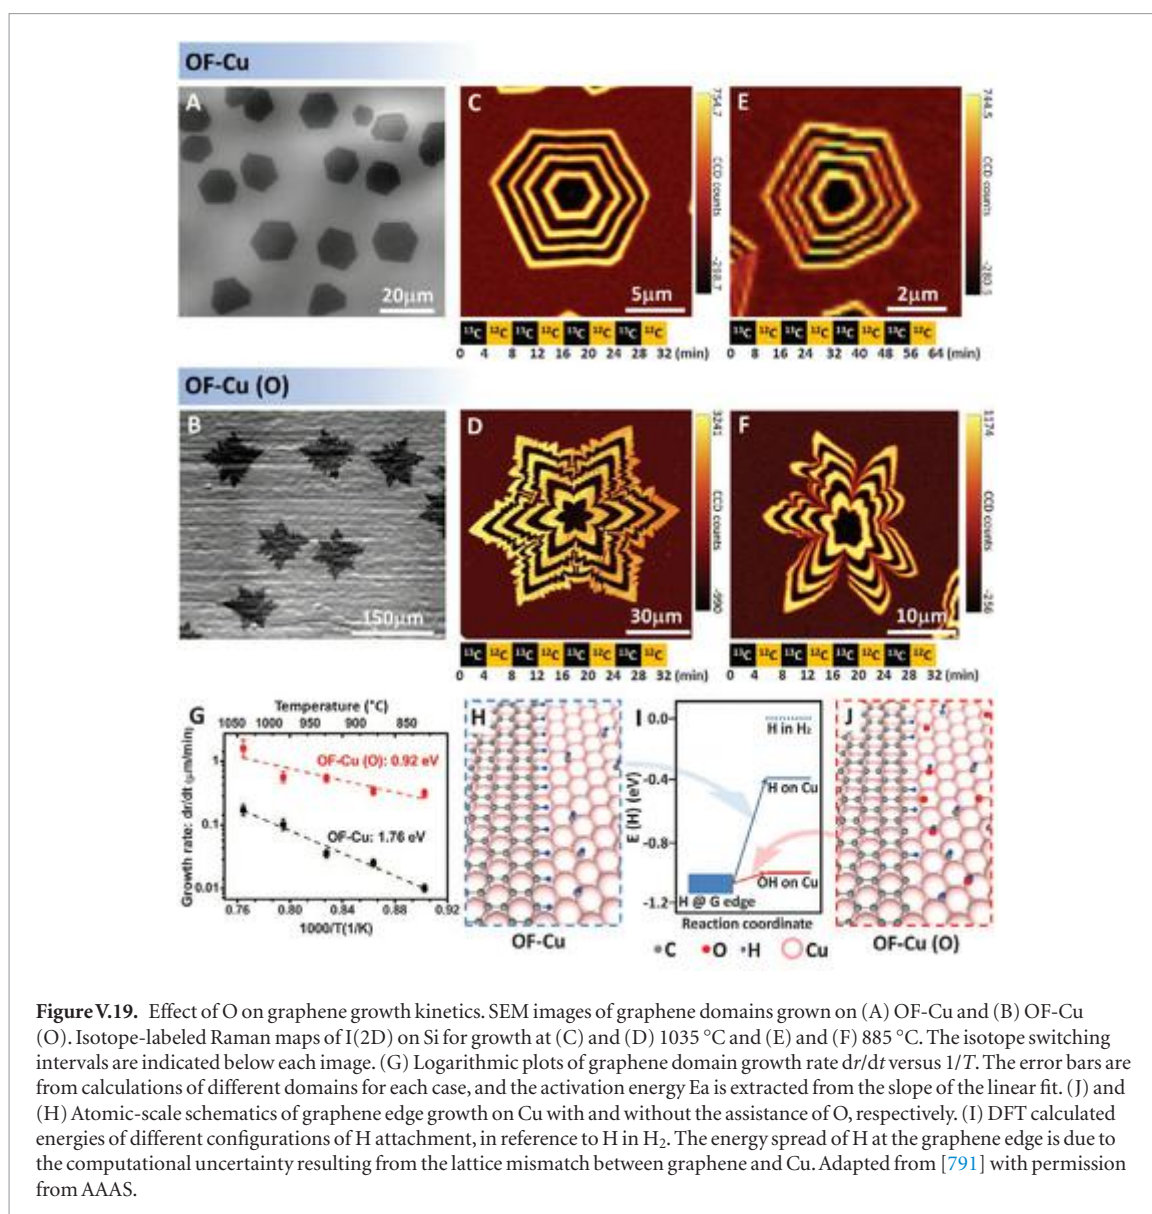 OF-Cu
A
20μm
C
5μm
754.7
CCD counts
-298.7
E
2μm
744.5
CCD counts
-280.5
¹³C ¹²C ¹³C ¹²C ¹³C ¹²C ¹³C ¹²C
0 4 8 12 16 20 24 28 32 (min)
¹³C ¹²C ¹³C ¹²C ¹³C ¹²C ¹³C ¹²C
0 8 16 24 32 40 48 56 64 (min)
OF-Cu (O)
B
150μm
D
30μm
3241
CCD counts
-990
F
10μm
1174
CCD counts
-256
¹³C ¹²C ¹³C ¹²C ¹³C ¹²C ¹³C ¹²C
0 4 8 12 16 20 24 28 32 (min)
¹³C ¹²C ¹³C ¹²C ¹³C ¹²C ¹³C ¹²C
0 4 8 12 16 20 24 28 32 (min)
G
Temperature (°C)
1030 1000 950 900 850
Growth rate: dr/dt (μm/min)
1
0.1
0.01
OF-Cu (O): 0.92 eV
OF-Cu: 1.76 eV
0.76 0.80 0.84 0.88 0.92
1000/T(1/K)
H
OF-Cu
I
E (H) (eV)
0.0
-0.4
-0.8
-1.2
H in H₂
H on Cu
OH on Cu
H @ G edge
Reaction coordinate
J
OF-Cu (O)
C O H Cu
Figure V.19. Effect of O on graphene growth kinetics. SEM images of graphene domains grown on (A) OF-Cu and (B) OF-Cu
(O). Isotope-labeled Raman maps of I(2D) on Si for growth at (C) and (D) 1035 °C and (E) and (F) 885 °C. The isotope switching
intervals are indicated below each image. (G) Logarithmic plots of graphene domain growth rate dr/dt versus 1/T. The error bars are
from calculations of different domains for each case, and the activation energy Ea is extracted from the slope of the linear fit. (J) and
(H) Atomic-scale schematics of graphene edge growth on Cu with and without the assistance of O, respectively. (I) DFT calculated
energies of different configurations of H attachment, in reference to H in H₂. The energy spread of H at the graphene edge is due to
the computational uncertainty resulting from the lattice mismatch between graphene and Cu. Adapted from [791] with permission
from AAAS.